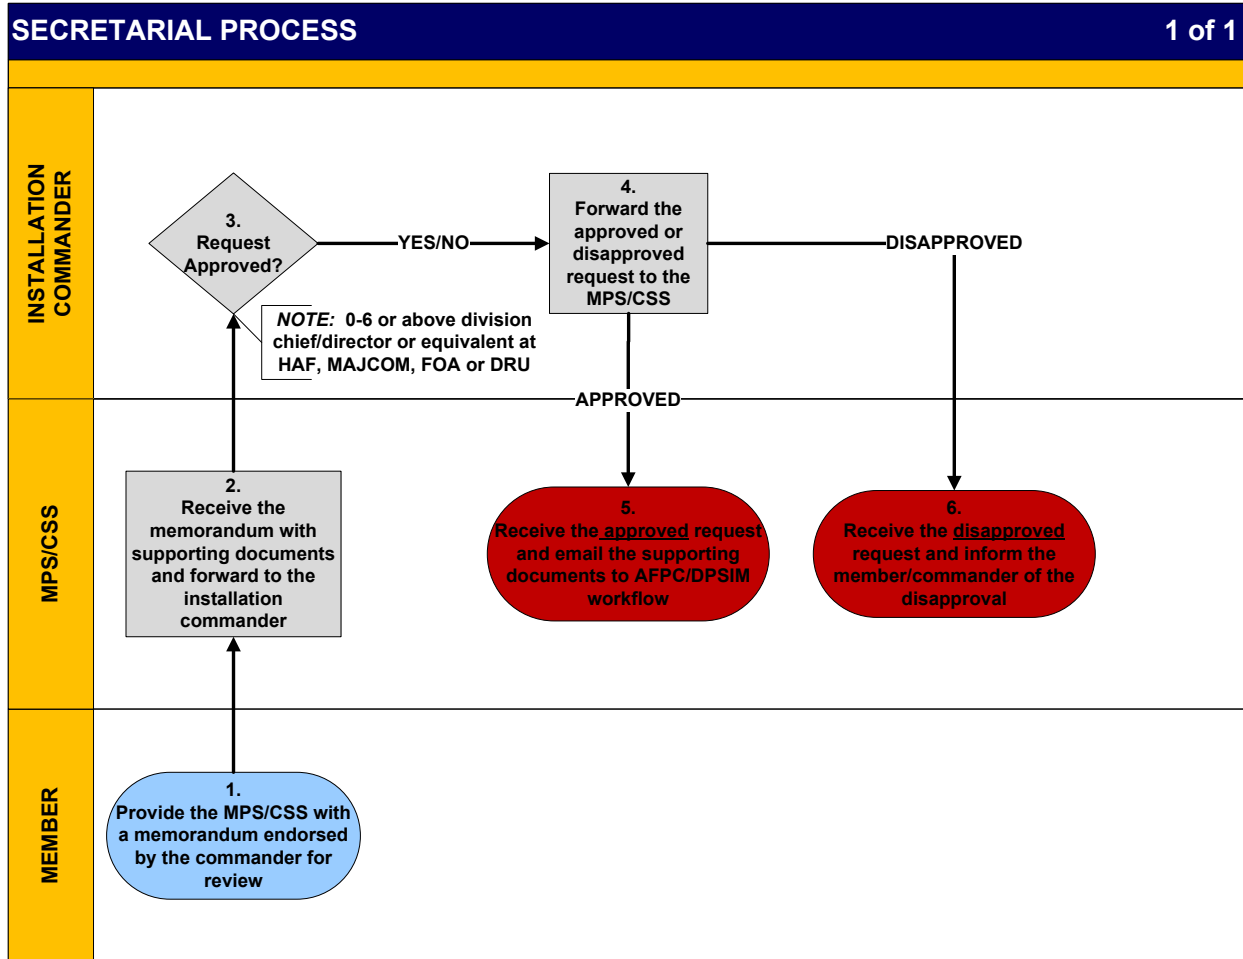 SECRETARIAL PROCESS
1 of 1
INSTALLATION
COMMANDER
3.
Request
Approved?
YES/NO
4.
Forward the
approved or
disapproved
request to the
MPS/CSS
DISAPPROVED
NOTE: 0-6 or above division
chief/director or equivalent at
HAF, MAJCOM, FOA or DRU
APPROVED
MPS/CSS
2.
Receive the
memorandum with
supporting documents
and forward to the
installation
commander
5.
Receive the approved request
and email the supporting
documents to AFPC/DPSIM
workflow
6.
Receive the disapproved
request and inform the
member/commander of the
disapproval
MEMBER
1.
Provide the MPS/CSS with
a memorandum endorsed
by the commander for
review